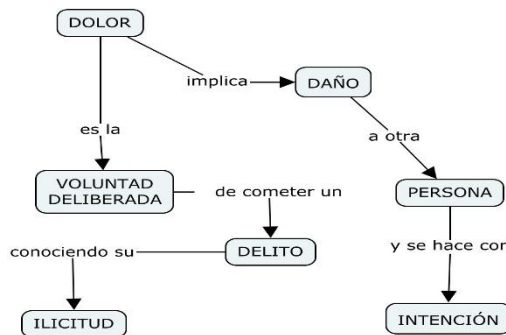 DOLOR
implica
DAÑO
es la
a otra
VOLUNTAD
DELIBERADA
de cometer un
PERSONA
conociendo su
DELITO
y se hace con
ILICITUD
INTENCIÓN